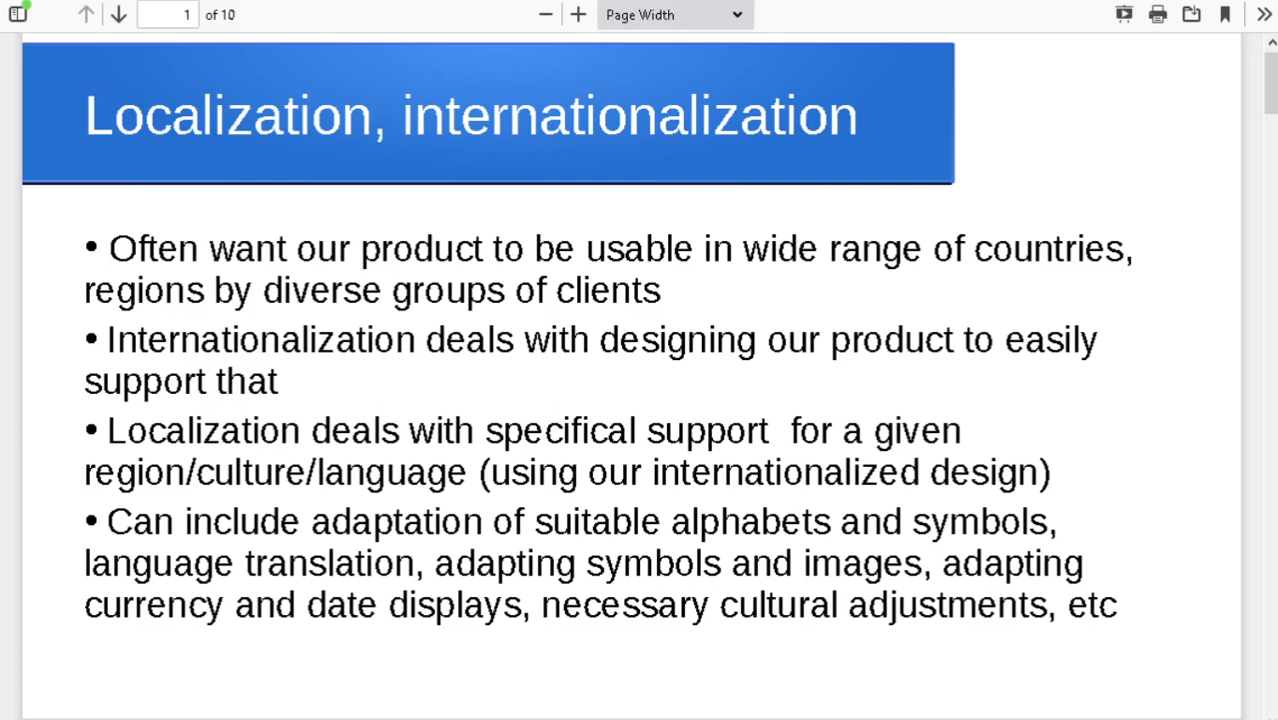 1 of 10 Page Width
Localization, internationalization
• Often want our product to be usable in wide range of countries,
regions by diverse groups of clients
• Internationalization deals with designing our product to easily
support that
• Localization deals with specifical support  for a given
region/culture/language (using our internationalized design)
• Can include adaptation of suitable alphabets and symbols,
language translation, adapting symbols and images, adapting
currency and date displays, necessary cultural adjustments, etc